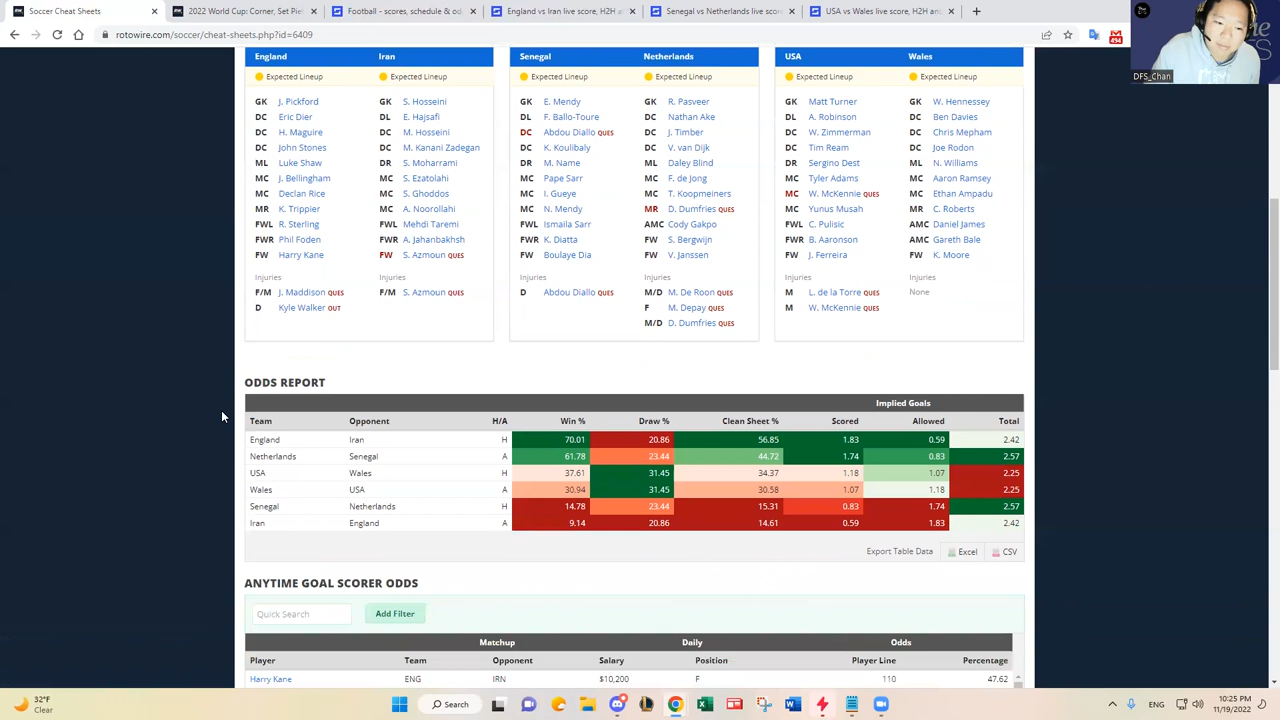 Soccer Cheat Sheets
2022 World Cup: Corner, Set Pie
Football - scores, schedule & od
England vs Iran live score, H2H a
Senegal vs Netherlands live scor
USA vs Wales live score, H2H an
rotowire.com/soccer/cheat-sheets.php?id=6409
494
DFS_Chan
England Iran Senegal Netherlands USA Wales
Expected Lineup Expected Lineup Expected Lineup Expected Lineup Expected Lineup Expected Lineup
GK J. Pickford GK S. Hosseini GK E. Mendy GK R. Pasveer GK Matt Turner GK W. Hennessey
DC Eric Dier GL E. Hajsafi DL F. Ballo-Toure DC Nathan Ake DL A. Robinson DC Ben Davies
DC H. Maguire DC M. Hosseini DC Abdou Diallo QUES DC J. Timber DC W. Zimmerman DC Chris Mepham
DC John Stones DC M. Kanani Zadegan DC K. Koulibaly DC V. van Dijk DC Tim Ream DC Joe Rodon
ML Luke Shaw DR S. Moharrami DR M. Name ML Daley Blind DR Sergino Dest ML N. Williams
MC J. Bellingham MC S. Ezatolahi MC Pape Sarr MC F. de Jong MC Tyler Adams MC Aaron Ramsey
MC Declan Rice MC S. Ghoddos MC I. Gueye MC T. Koopmeiners MC W. McKennie QUES MC Ethan Ampadu
MR K. Trippier MC A. Noorollahi MC N. Mendy MR D. Dumfries QUES MC Yunus Musah MR C. Roberts
FWL R. Sterling FWL Mehdi Taremi FWL Ismaila Sarr AMC Cody Gakpo FWL C. Pulisic AMC Daniel James
FWR Phil Foden FWR A. Jahanbakhsh FWR K. Diatta FW S. Bergwijn FWR B. Aaronson AMC Gareth Bale
FW Harry Kane FW S. Azmoun QUES FW Boulaye Dia FW V. Janssen FW J. Ferreira FW K. Moore
Injuries Injuries Injuries Injuries Injuries Injuries
F/M J. Maddison QUES F/M S. Azmoun QUES D Abdou Diallo QUES M/D M. De Roon QUES M L. de la Torre QUES None
D Kyle Walker OUT F M. Depay QUES M W. McKennie QUES
M/D D. Dumfries QUES
ODDS REPORT
Implied Goals
Team Opponent H/A Win % Draw % Clean Sheet % Scored Allowed Total
England Iran H 70.01 20.86 56.85 1.83 0.59 2.42
Netherlands Senegal A 61.78 23.44 44.72 1.74 0.83 2.57
USA Wales H 37.61 31.45 34.37 1.18 1.07 2.25
Wales USA A 30.94 31.45 30.58 1.07 1.18 2.25
Senegal Netherlands H 14.78 23.44 15.31 0.83 1.74 2.57
Iran England A 9.14 20.86 14.61 0.59 1.83 2.42
Export Table Data Excel CSV
ANYTIME GOAL SCORER ODDS
Quick Search Add Filter
Matchup Daily Odds
Player Team Opponent Salary Position Player Line Percentage
Harry Kane ENG IRN $10,200 F 110 47.62
32°F
Clear
Search
ENG
10:25 PM
11/19/2022